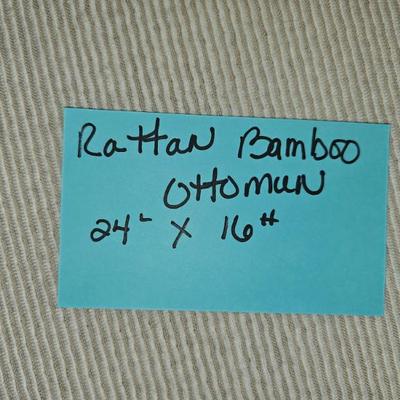 Rattan Bamboo
Ottoman
24" X 16"